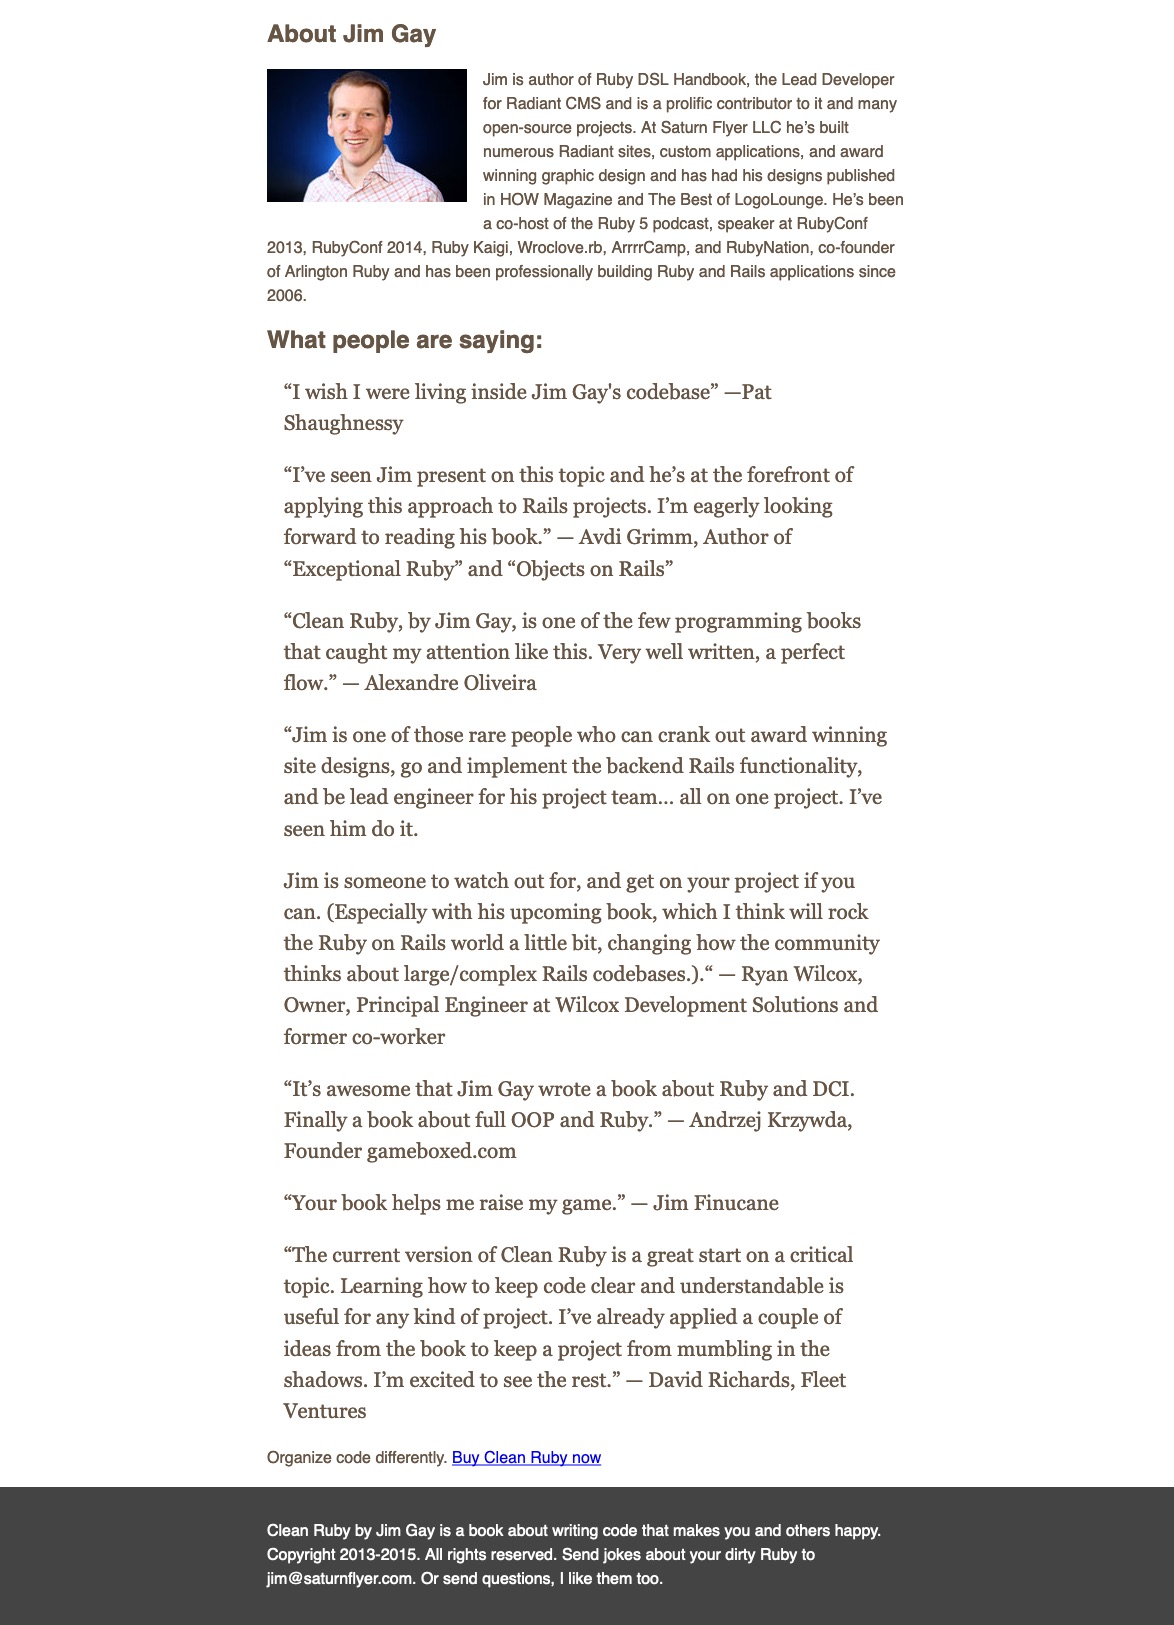 About Jim Gay
Jim is author of Ruby DSL Handbook, the Lead Developer
for Radiant CMS and is a prolific contributor to it and many
open-source projects. At Saturn Flyer LLC he’s built
numerous Radiant sites, custom applications, and award
winning graphic design and has had his designs published
in HOW Magazine and The Best of LogoLounge. He’s been
a co-host of the Ruby 5 podcast, speaker at RubyConf
2013, RubyConf 2014, Ruby Kaigi, Wroclove.rb, ArrrrCamp, and RubyNation, co-founder
of Arlington Ruby and has been professionally building Ruby and Rails applications since
2006.
What people are saying:
“I wish I were living inside Jim Gay's codebase” —Pat
Shaughnessy
“I’ve seen Jim present on this topic and he’s at the forefront of
applying this approach to Rails projects. I’m eagerly looking
forward to reading his book.” — Avdi Grimm, Author of
“Exceptional Ruby” and “Objects on Rails”
“Clean Ruby, by Jim Gay, is one of the few programming books
that caught my attention like this. Very well written, a perfect
flow.” — Alexandre Oliveira
“Jim is one of those rare people who can crank out award winning
site designs, go and implement the backend Rails functionality,
and be lead engineer for his project team… all on one project. I’ve
seen him do it.
Jim is someone to watch out for, and get on your project if you
can. (Especially with his upcoming book, which I think will rock
the Ruby on Rails world a little bit, changing how the community
thinks about large/complex Rails codebases.).“ — Ryan Wilcox,
Owner, Principal Engineer at Wilcox Development Solutions and
former co-worker
“It’s awesome that Jim Gay wrote a book about Ruby and DCI.
Finally a book about full OOP and Ruby.” — Andrzej Krzywda,
Founder gameboxed.com
“Your book helps me raise my game.” — Jim Finucane
“The current version of Clean Ruby is a great start on a critical
topic. Learning how to keep code clear and understandable is
useful for any kind of project. I’ve already applied a couple of
ideas from the book to keep a project from mumbling in the
shadows. I’m excited to see the rest.” — David Richards, Fleet
Ventures
Organize code differently. Buy Clean Ruby now
Clean Ruby by Jim Gay is a book about writing code that makes you and others happy.
Copyright 2013-2015. All rights reserved. Send jokes about your dirty Ruby to
jim@saturnflyer.com. Or send questions, I like them too.